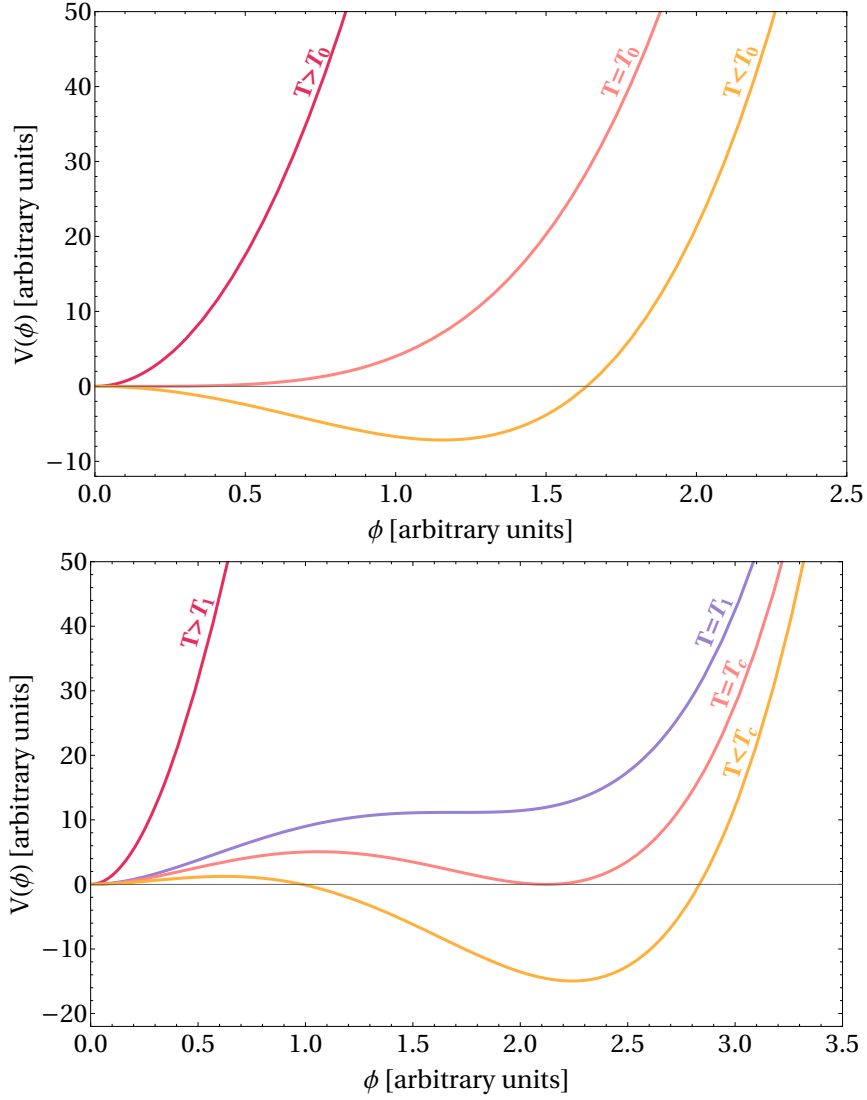 50
40
30
20
10
0
−10
V(ϕ) [arbitrary units]
T>T₀
T=T₀
T<T₀
0.0 0.5 1.0 1.5 2.0 2.5
ϕ [arbitrary units]
50
40
30
20
10
0
−10
−20
V(ϕ) [arbitrary units]
T>T₁
T=T₁
T=T_c
T<T_c
0.0 0.5 1.0 1.5 2.0 2.5 3.0 3.5
ϕ [arbitrary units]